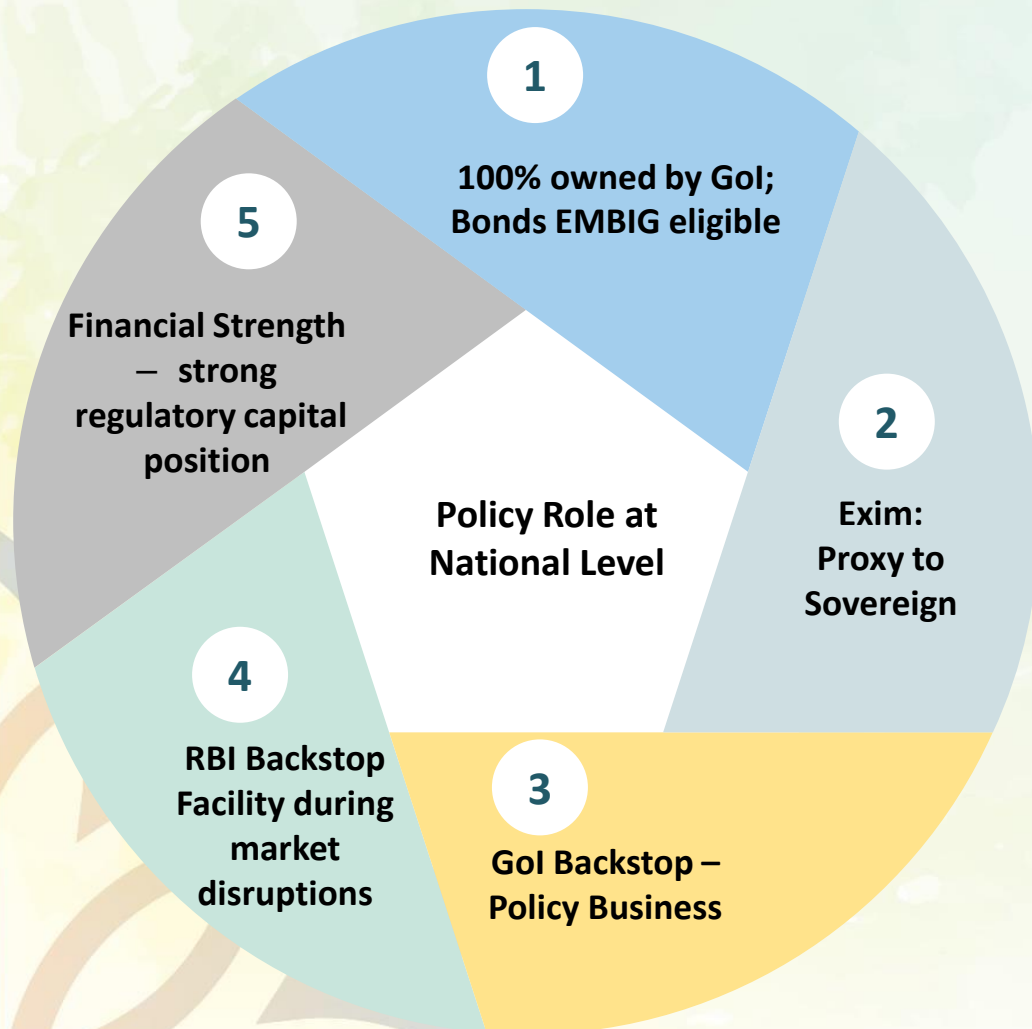 1
100% owned by GoI;
Bonds EMBIG eligible
2
Exim:
Proxy to
Sovereign
3
GoI Backstop –
Policy Business
4
RBI Backstop
Facility during
market
disruptions
5
Financial Strength
– strong
regulatory capital
position
Policy Role at
National Level